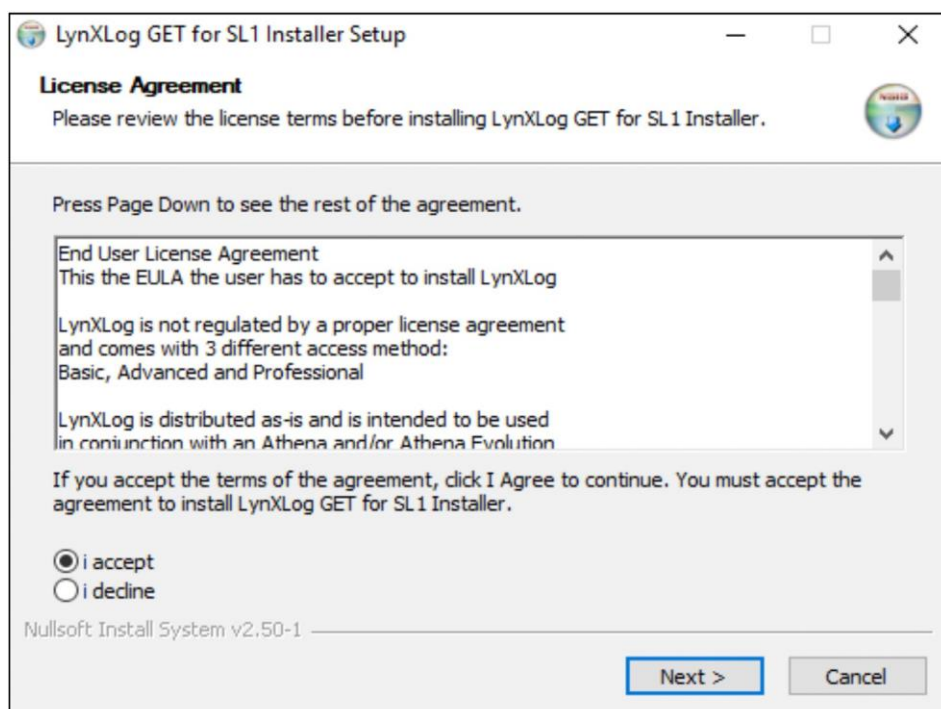 LynXLog GET for SL1 Installer Setup
License Agreement
Please review the license terms before installing LynXLog GET for SL1 Installer.
Press Page Down to see the rest of the agreement.
End User License Agreement
This the EULA the user has to accept to install LynXLog
LynXLog is not regulated by a proper license agreement
and comes with 3 different access method:
Basic, Advanced and Professional
LynXLog is distributed as-is and is intended to be used
in conjunction with an Athena and/or Athena Evolution
If you accept the terms of the agreement, click I Agree to continue. You must accept the
agreement to install LynXLog GET for SL1 Installer.
i accept
i decline
Nullsoft Install System v2.50-1
Next >
Cancel